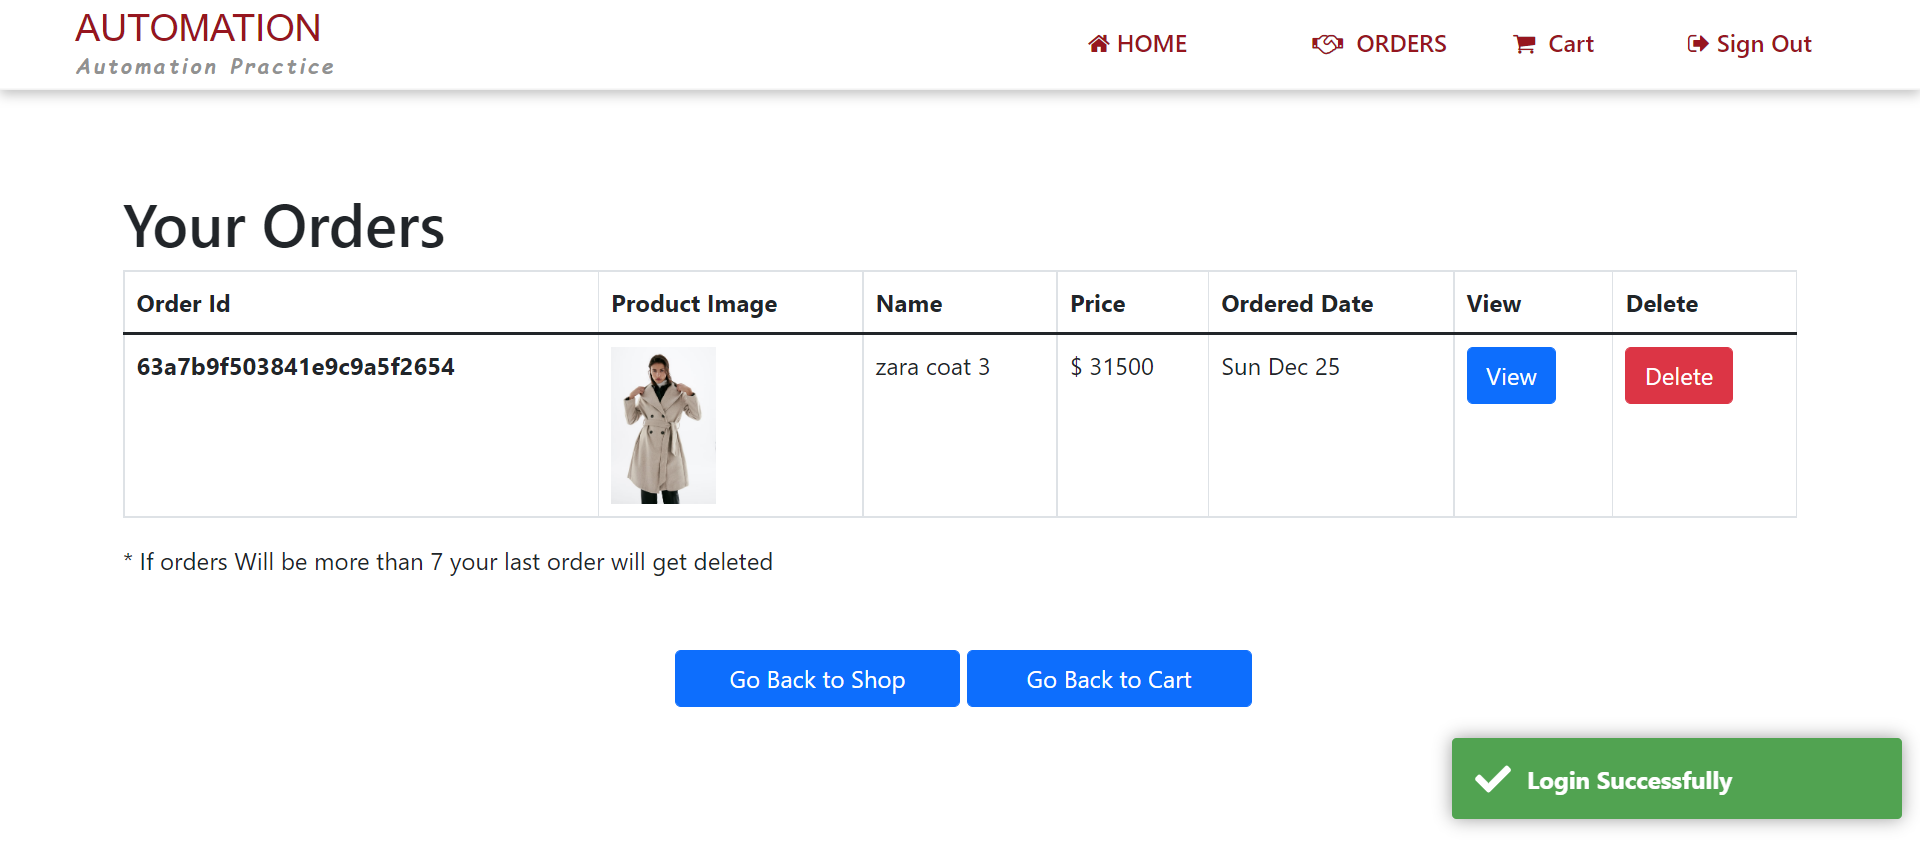 AUTOMATION
Automation Practice
HOME ORDERS Cart Sign Out
Your Orders
Order Id Product Image Name Price Ordered Date View Delete
63a7b9f503841e9c9a5f2654 zara coat 3 $ 31500 Sun Dec 25 View Delete
* If orders Will be more than 7 your last order will get deleted
Go Back to Shop Go Back to Cart
Login Successfully